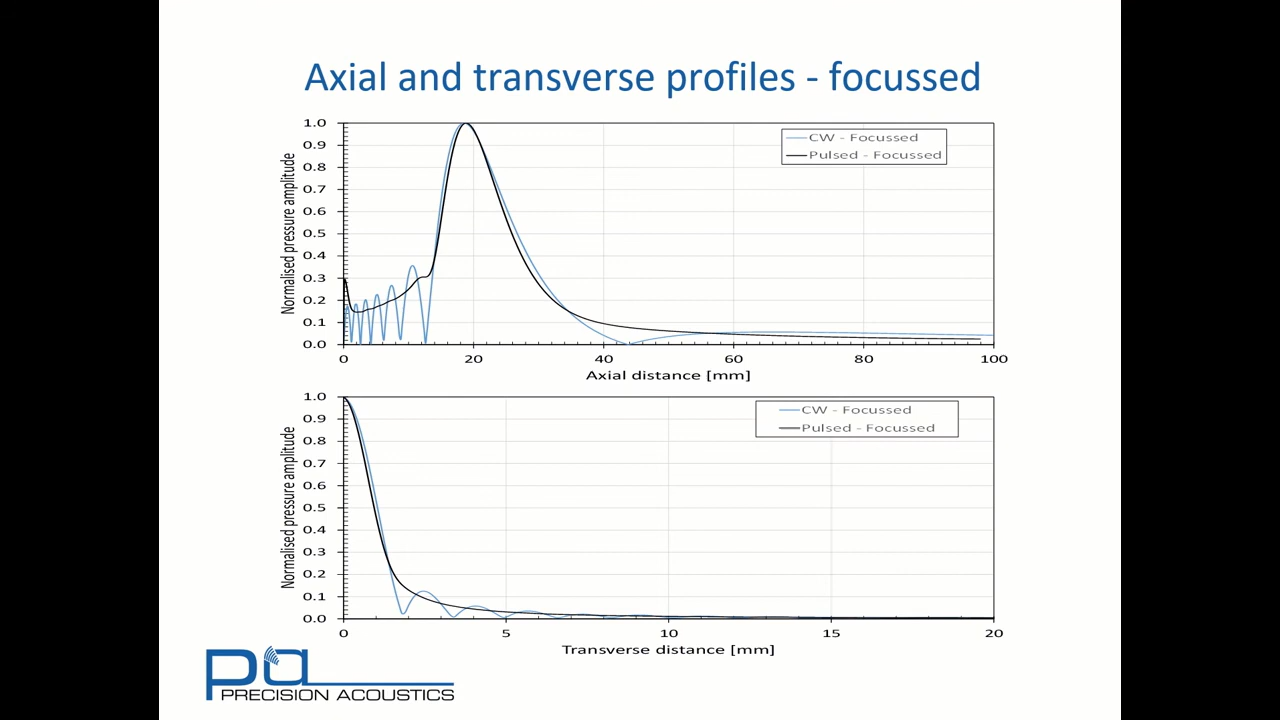 Axial and transverse profiles - focussed
Normalised pressure amplitude
1.0
0.9
0.8
0.7
0.6
0.5
0.4
0.3
0.2
0.1
0.0
CW - Focussed
Pulsed - Focussed
0 20 40 60 80 100
Axial distance [mm]
Normalised pressure amplitude
1.0
0.9
0.8
0.7
0.6
0.5
0.4
0.3
0.2
0.1
0.0
CW - Focussed
Pulsed - Focussed
0 5 10 15 20
Transverse distance [mm]
pa
PRECISION ACOUSTICS